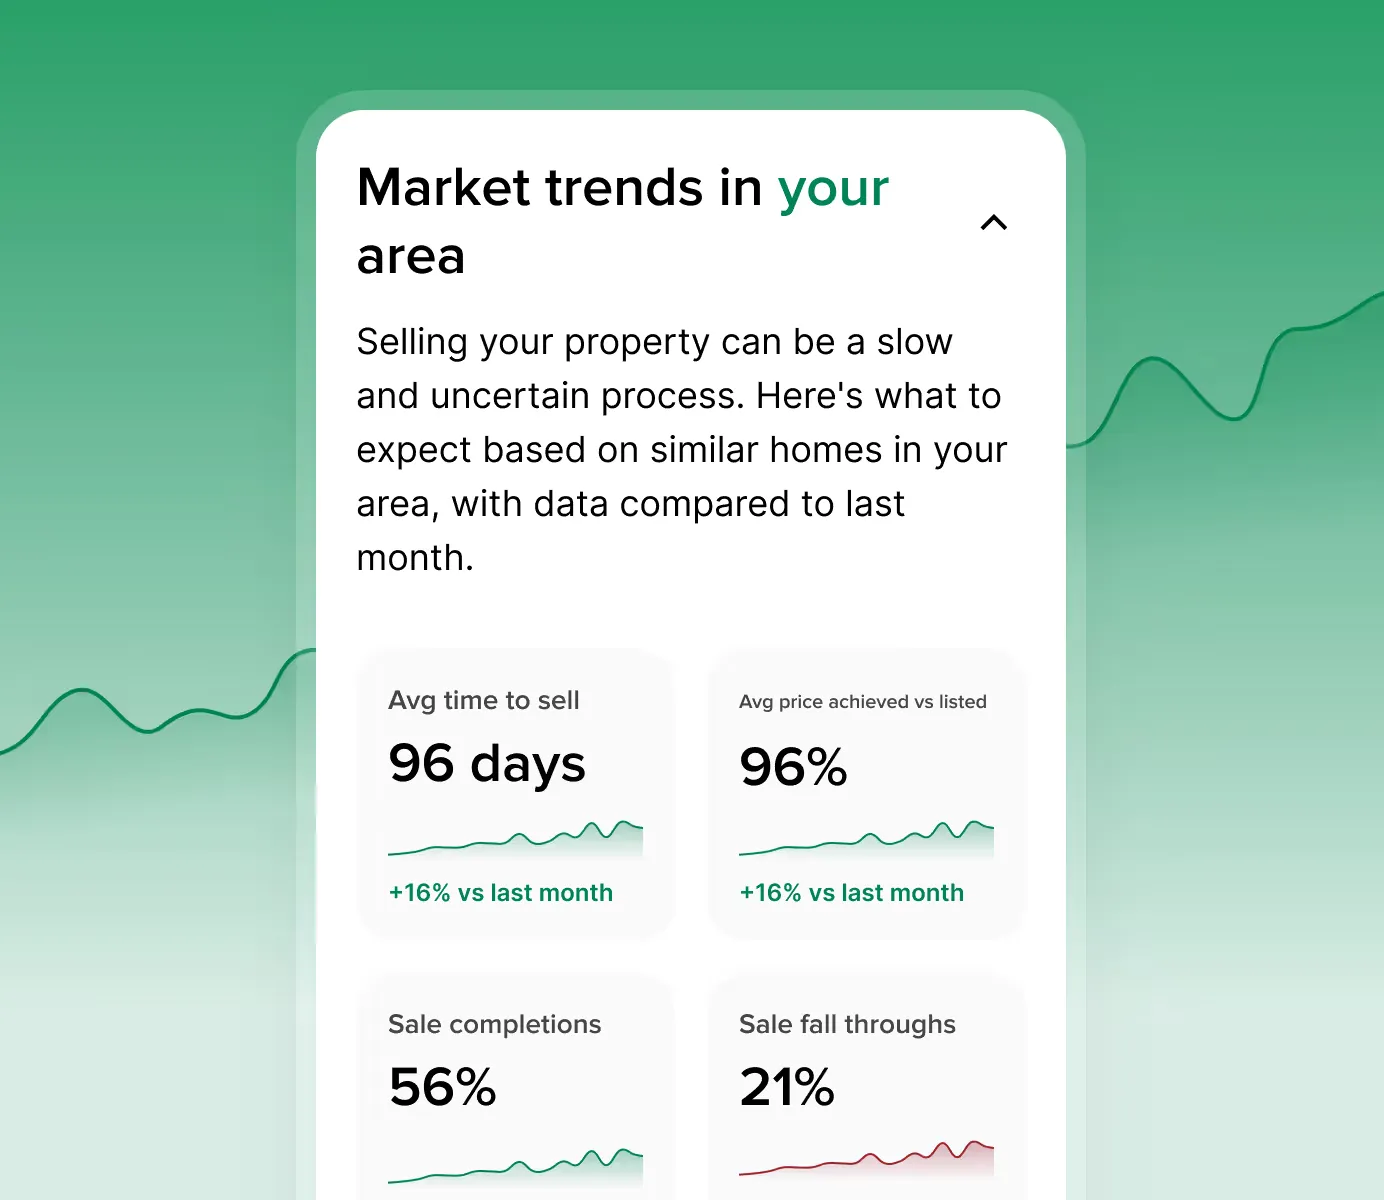 Market trends in your
area
Selling your property can be a slow
and uncertain process. Here's what to
expect based on similar homes in your
area, with data compared to last
month.
Avg time to sell
96 days
+16% vs last month
Avg price achieved vs listed
96%
+16% vs last month
Sale completions
56%
Sale fall throughs
21%